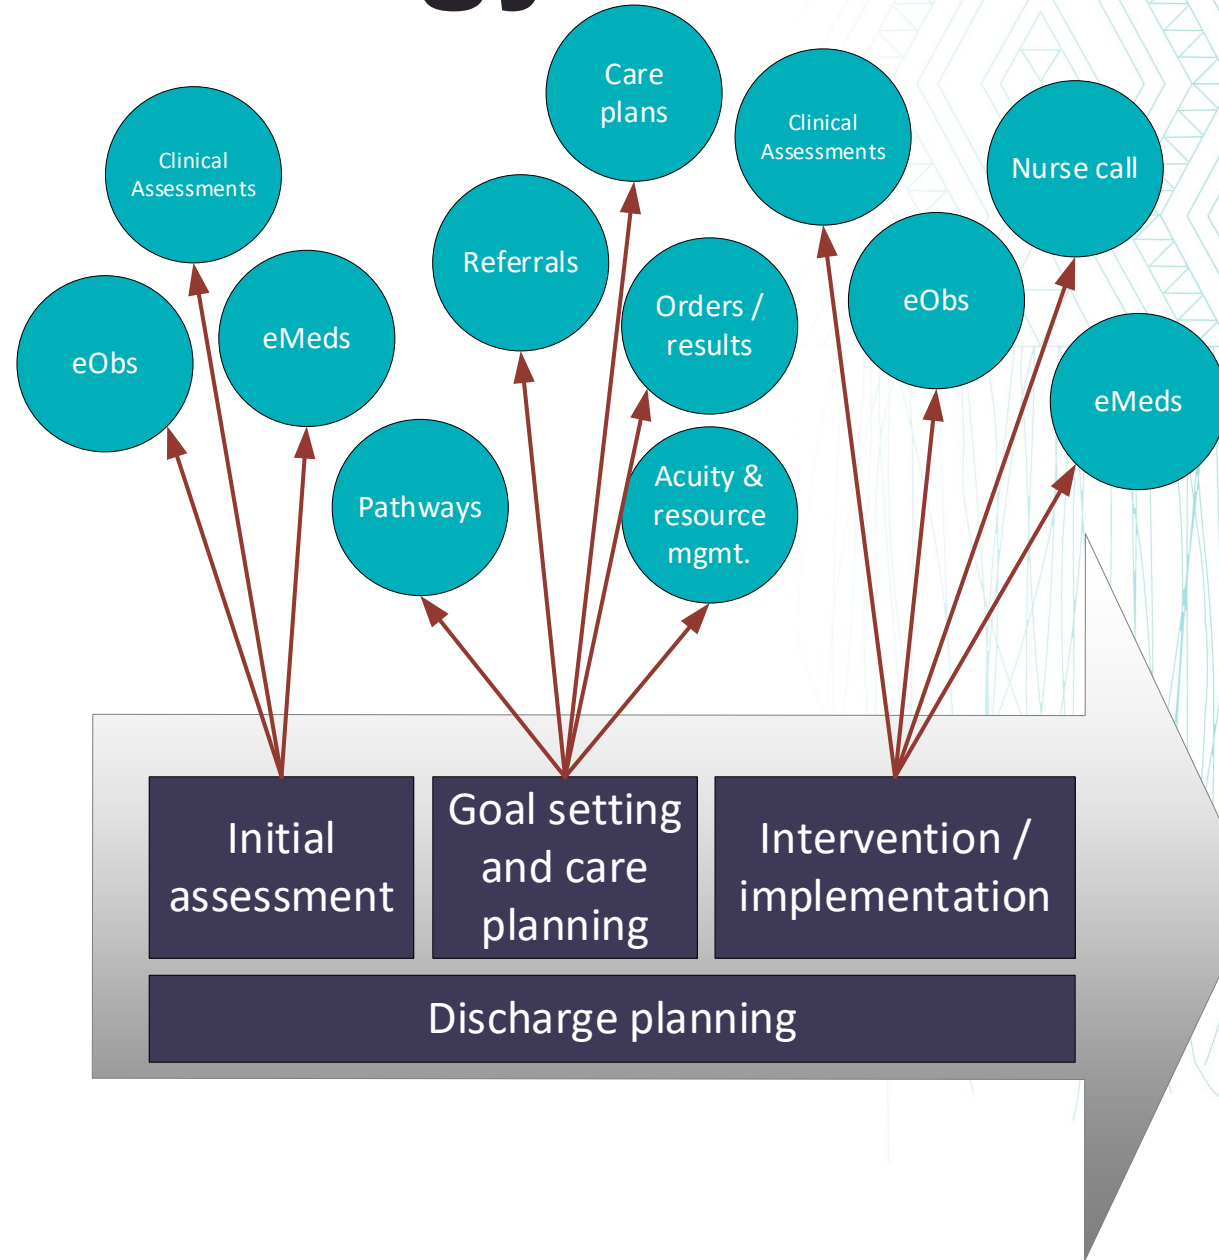 Care
plans
Clinical
Assessments
Clinical
Assessments
Nurse call
Referrals
eObs
Orders /
results
eMeds
eObs
eMeds
Pathways
Acuity &
resource
mgmt.
Initial
assessment
Goal setting
and care
planning
Intervention /
implementation
Discharge planning